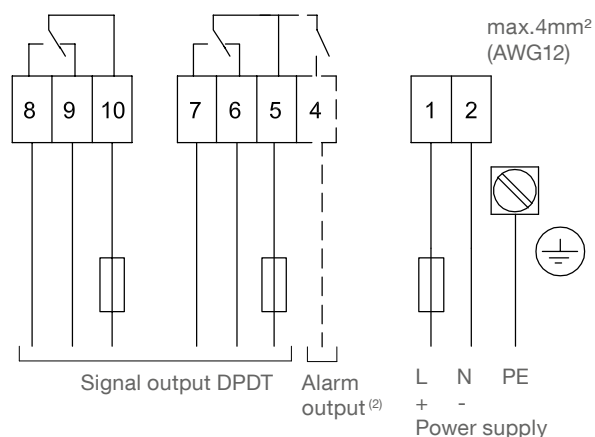 max.4mm²
(AWG12)
8 9 10 7 6 5 4 1 2
Signal output DPDT
Alarm
output (2)
L N PE
+ -
Power supply